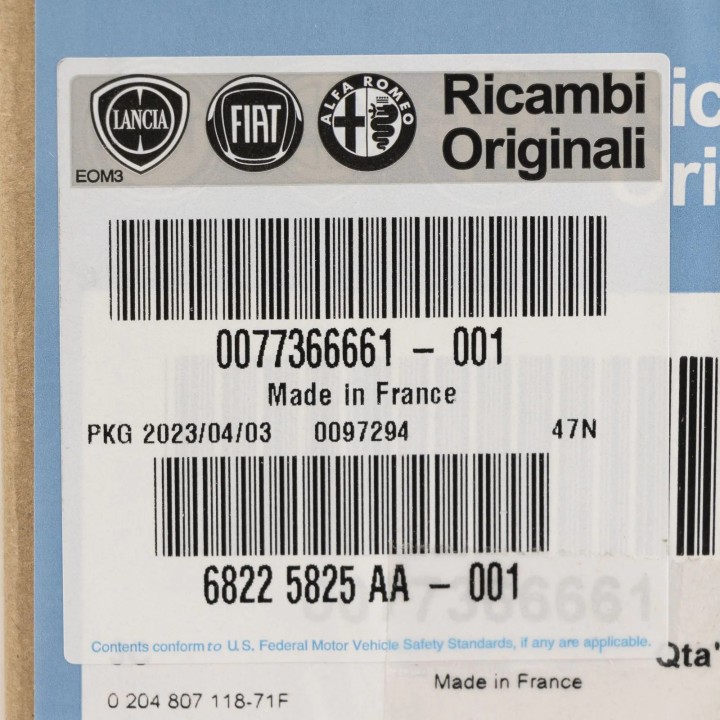 LANCIA FIAT ALFA ROMEO
Ricambi
Originali
EOM3
0077366661 - 001
Made in France
PKG 2023/04/03 0097294 47N
6822 5825 AA - 001
0077366661
Contents conform to U.S. Federal Motor Vehicle Safety Standards, if any are applicable.
Qta'
Made in France
0 204 807 118-71F